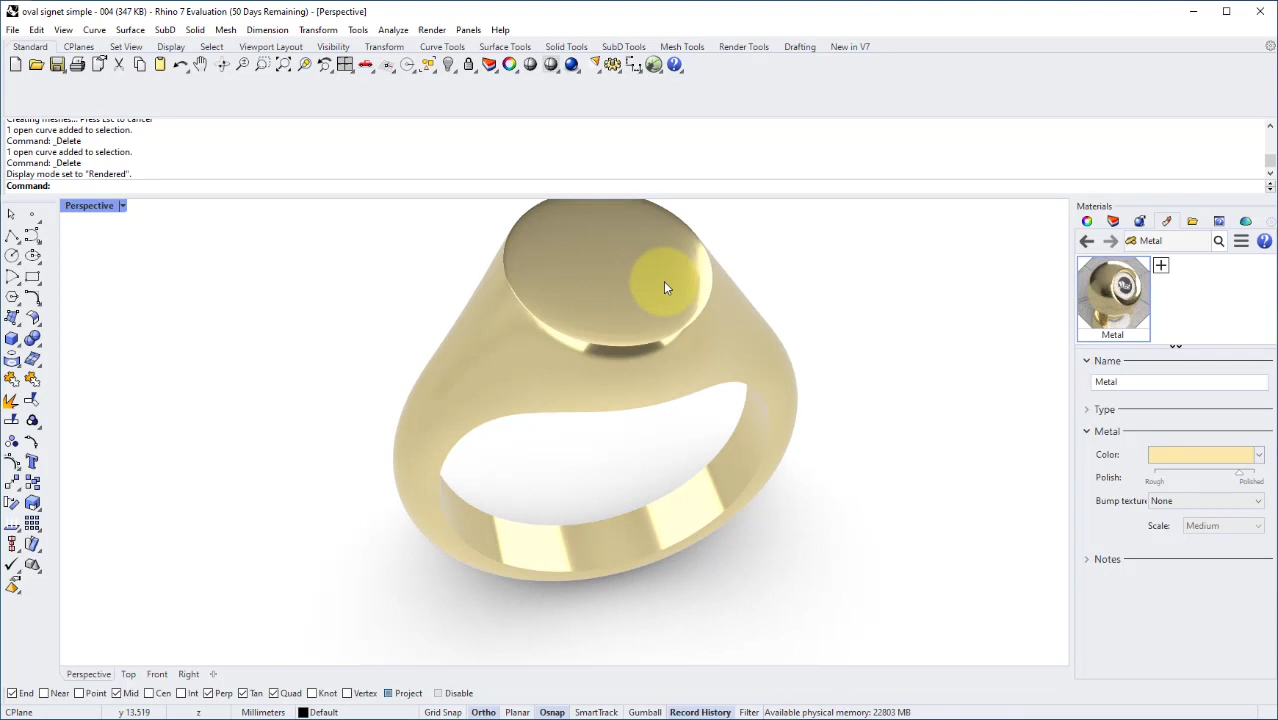 oval signet simple - 004 (347 KB) - Rhino 7 Evaluation (50 Days Remaining) - [Perspective]
File Edit View Curve Surface SubD Solid Mesh Dimension Transform Tools Analyze Render Panels Help
Standard CPlanes Set View Display Select Viewport Layout Visibility Transform Curve Tools Surface Tools Solid Tools SubD Tools Mesh Tools Render Tools Drafting New in V7
Creating meshes... Press Esc to cancel
1 open curve added to selection.
Command: _Delete
1 open curve added to selection.
Command: _Delete
Display mode set to "Rendered".
Command:
Perspective
Materials
Metal
Metal
Name
Metal
Type
Metal
Color:
Polish:
Rough Polished
Bump texture: None
Scale: Medium
Notes
Perspective Top Front Right
End Near Point Mid Cen Int Perp Tan Quad Knot Vertex Project Disable
CPlane y 13.519 z Millimeters Default Grid Snap Ortho Planar Osnap SmartTrack Gumball Record History Filter Available physical memory: 22803 MB